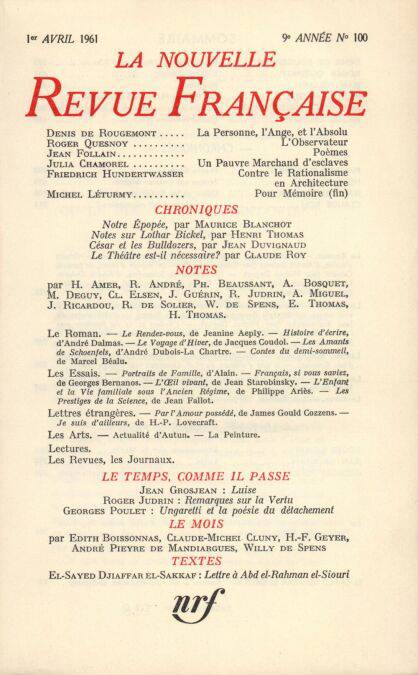 1er AVRIL 1961 9e ANNÉE No 100
LA NOUVELLE
REVUE FRANÇAISE
DENIS DE ROUGEMONT ..... La Personne, l'Ange, et l'Absolu
ROGER QUESNOY .......... L'Observateur
JEAN FOLLAIN............. Poèmes
JULIA CHAMOREL .......... Un Pauvre Marchand d'esclaves
FRIEDRICH HUNDERTWASSER Contre le Rationalisme
en Architecture
MICHEL LÉTURMY.......... Pour Mémoire (fin)
CHRONIQUES
Notre Épopée, par MAURICE BLANCHOT
Notes sur Lothar Bickel, par HENRI THOMAS
César et les Bulldozers, par JEAN DUVIGNAUD
Le Théâtre est-il nécessaire? par CLAUDE ROY
NOTES
par H. AMER, R. ANDRÉ, PH. BEAUSSANT, A. BOSQUET,
M. DEGUY, CL. ELSEN, J. GUÉRIN, R. JUDRIN, A. MIGUEL,
J. RICARDOU, R. DE SOLIER, W. DE SPENS, E. THOMAS,
H. THOMAS.
Le Roman. — Le Rendez-vous, de Jeanine Aeply. — Histoire d'écrire,
d'André Dalmas. — Le Voyage d'Hiver, de Jacques Coudol. — Les Amants
de Schoenfels, d'André Dubois-La Chartre. — Contes du demi-sommeil,
de Marcel Béalu.
Les Essais. — Portraits de Famille, d'Alain. — Français, si vous saviez,
de Georges Bernanos. — L'Œil vivant, de Jean Starobinsky. — L'Enfant
et la Vie familiale sous l'Ancien Régime, de Philippe Ariès. — Les
Prestiges de la Science, de Jean Fallot.
Lettres étrangères. — Par l'Amour possédé, de James Gould Cozzens. —
Je suis d'ailleurs, de H.-P. Lovecraft.
Les Arts. — Actualité d'Autun. — La Peinture.
Lectures.
Les Revues, les Journaux.
LE TEMPS, COMME IL PASSE
JEAN GROSJEAN : Luise
ROGER JUDRIN : Remarques sur la Vertu
GEORGES POULET : Ungaretti et la poésie du détachement
LE MOIS
par EDITH BOISSONNAS, CLAUDE-MICHEL CLUNY, H.-F. GEYER,
ANDRÉ PIEYRE DE MANDIARGUES, WILLY DE SPENS
TEXTES
EL-SAYED DJIAFFAR EL-SAKKAF : Lettre à Abd el-Rahman el-Siouri
nrf